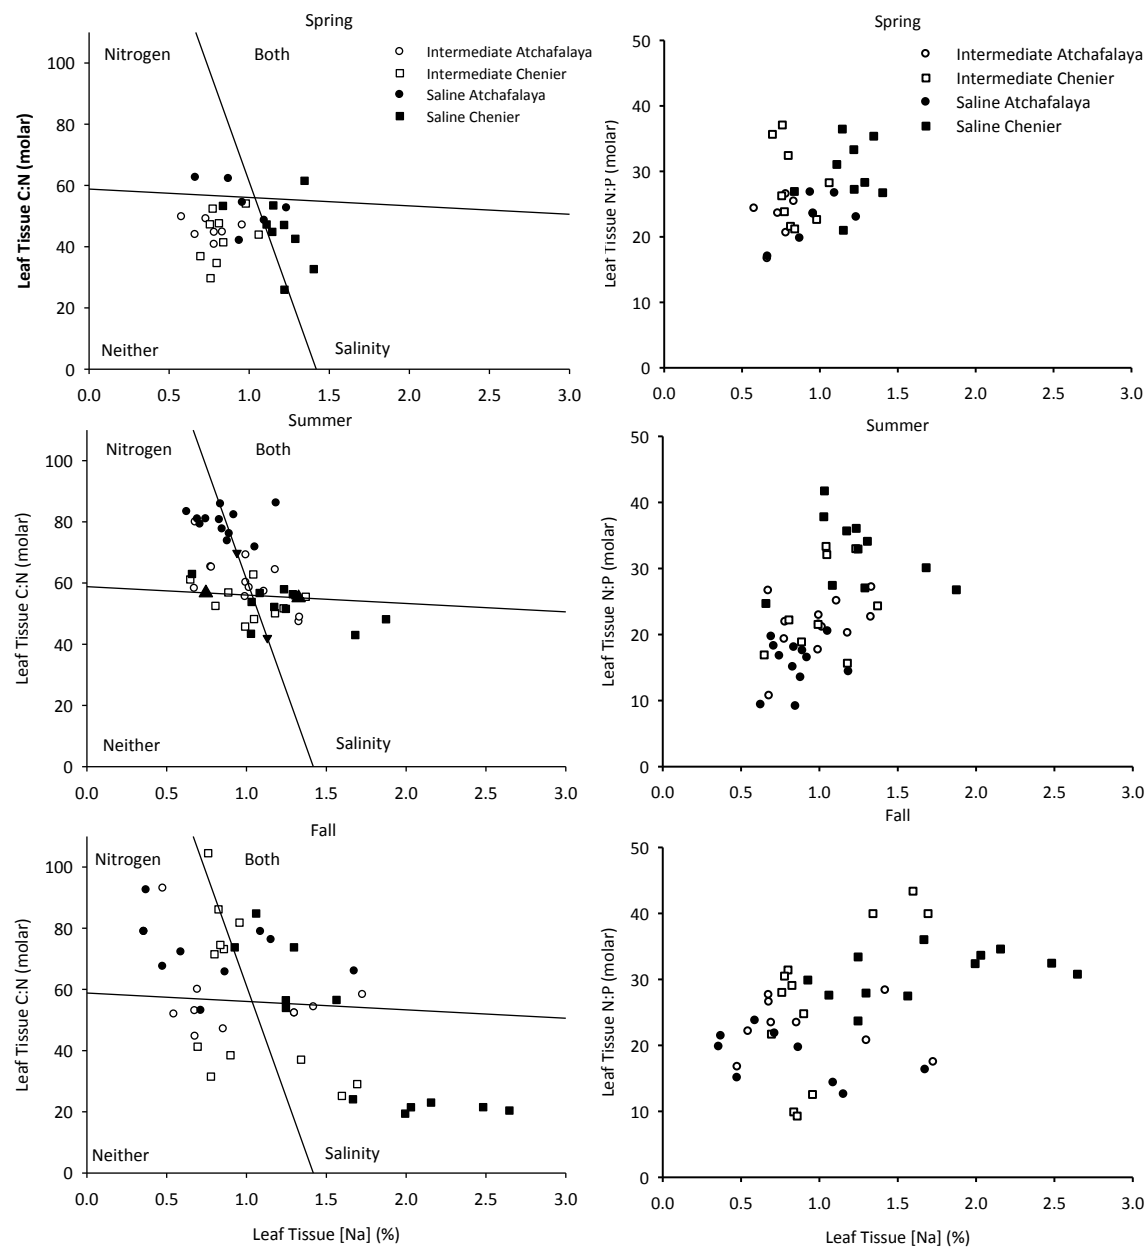 Spring
Nitrogen
Both
Intermediate Atchafalaya
Intermediate Chenier
Saline Atchafalaya
Saline Chenier
Leaf Tissue C:N (molar)
100
80
60
40
20
0
Neither
Salinity
0.0 0.5 1.0 1.5 2.0 2.5 3.0
Spring
Intermediate Atchafalaya
Intermediate Chenier
Saline Atchafalaya
Saline Chenier
Leaf Tissue N:P (molar)
50
40
30
20
10
0
0.0 0.5 1.0 1.5 2.0 2.5 3.0
Summer
Nitrogen
Both
Leaf Tissue C:N (molar)
100
80
60
40
20
0
Neither
Salinity
0.0 0.5 1.0 1.5 2.0 2.5 3.0
Summer
Leaf Tissue N:P (molar)
50
40
30
20
10
0
0.0 0.5 1.0 1.5 2.0 2.5 3.0
Fall
Nitrogen
Both
Leaf Tissue C:N (molar)
100
80
60
40
20
0
Neither
Salinity
0.0 0.5 1.0 1.5 2.0 2.5 3.0
Leaf Tissue [Na] (%)
Fall
Leaf Tissue N:P (molar)
50
40
30
20
10
0
0.0 0.5 1.0 1.5 2.0 2.5 3.0
Leaf Tissue [Na] (%)